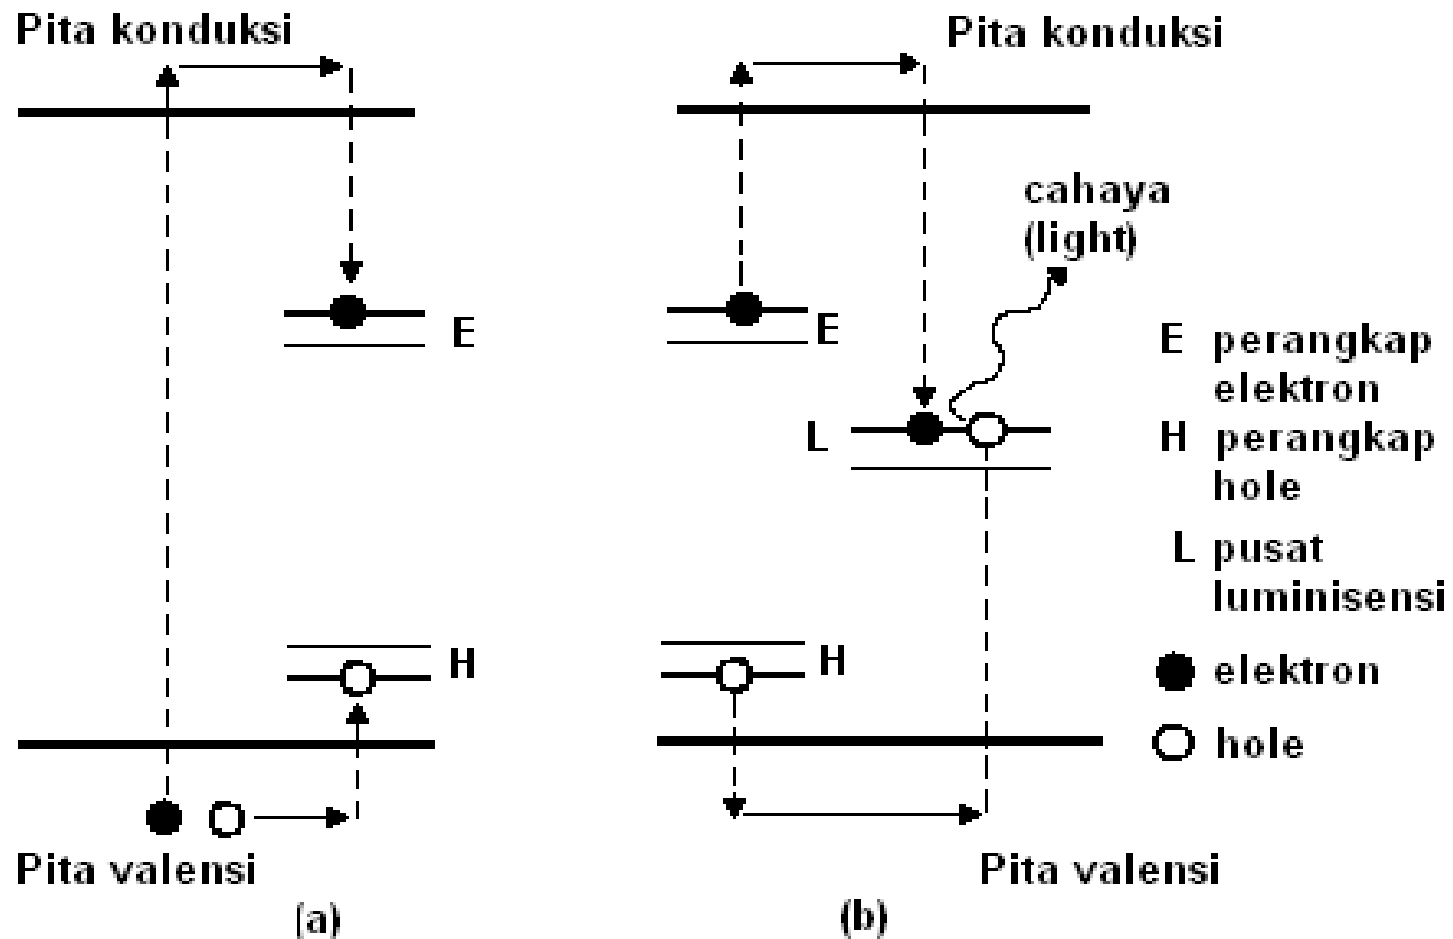 Pita konduksi
E
H
Pita valensi
(a)
Pita konduksi
cahaya
(light)
E
L
H
Pita valensi
(b)
E perangkap
elektron
H perangkap
hole
L pusat
luminisensi
elektron
hole